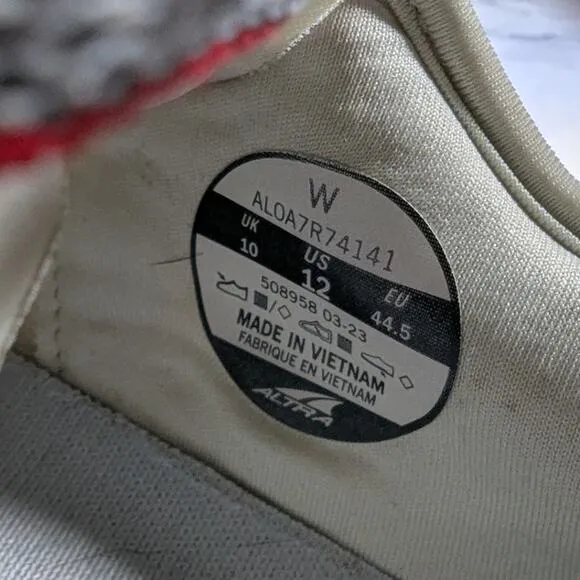 W
AL0A7R74141
UK US EU
10 12 44.5
508958 03-23
MADE IN VIETNAM
FABRIQUE EN VIETNAM
ALTRA